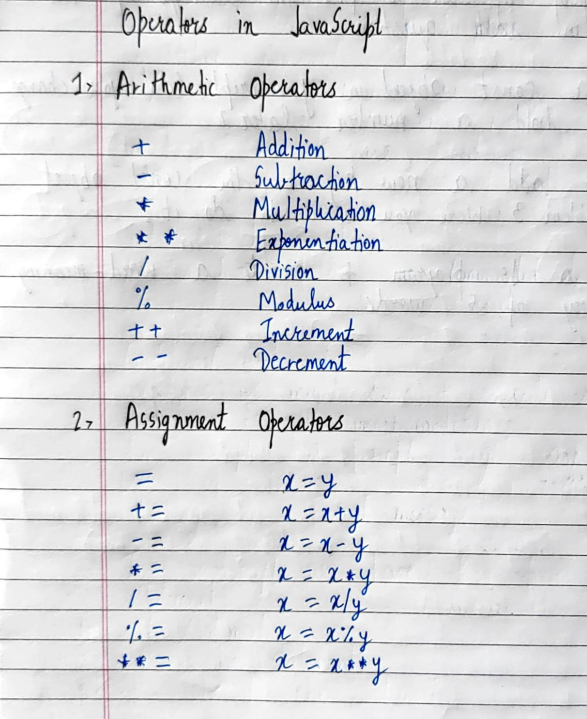 Operators in JavaScript
1, Arithmetic Operators
+ Addition
- Subtraction
* Multiplication
* * Exponentiation
/ Division
% Modulus
+ + Increment
- - Decrement
2, Assignment Operators
= x = y
+ = x = x+y
- = x = x-y
* = x = x*y
/ = x = x/y
% = x = x%y
** = x = x**y